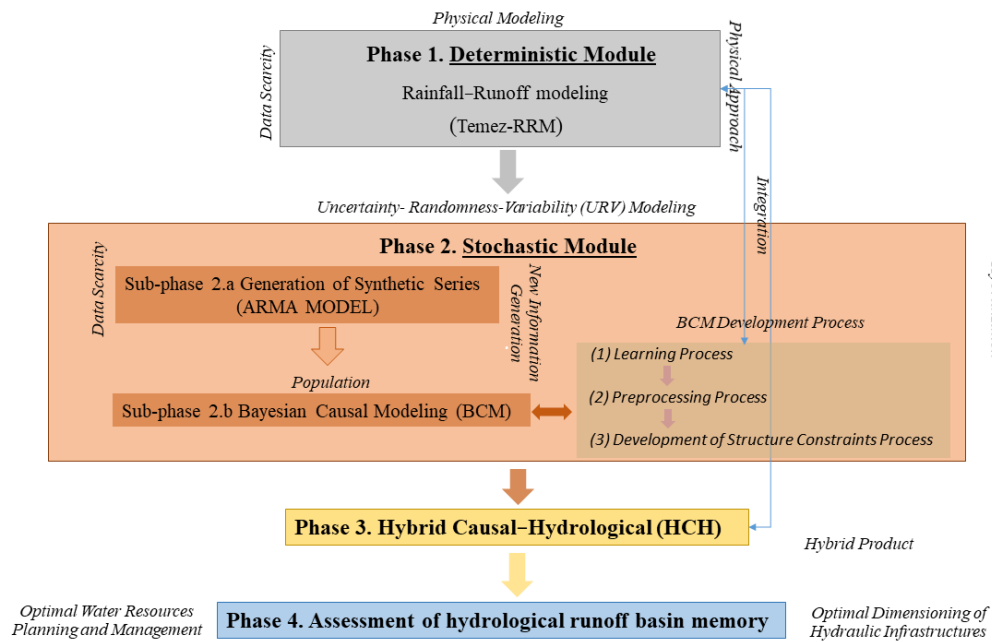 Physical Modeling
Phase 1. Deterministic Module
Rainfall–Runoff modeling
(Temez-RRM)
Data Scarcity
Physical Approach
Integration
Uncertainty- Randomness-Variability (URV) Modeling
Phase 2. Stochastic Module
Data Scarcity
Sub-phase 2.a Generation of Synthetic Series
(ARMA MODEL)
New Information
Generation
Population
Sub-phase 2.b Bayesian Causal Modeling (BCM)
BCM Development Process
(1) Learning Process
(2) Preprocessing Process
(3) Development of Structure Constraints Process
Phase 3. Hybrid Causal–Hydrological (HCH)
Hybrid Product
Optimal Water Resources
Planning and Management
Phase 4. Assessment of hydrological runoff basin memory
Optimal Dimensioning of
Hydraulic Infrastructures